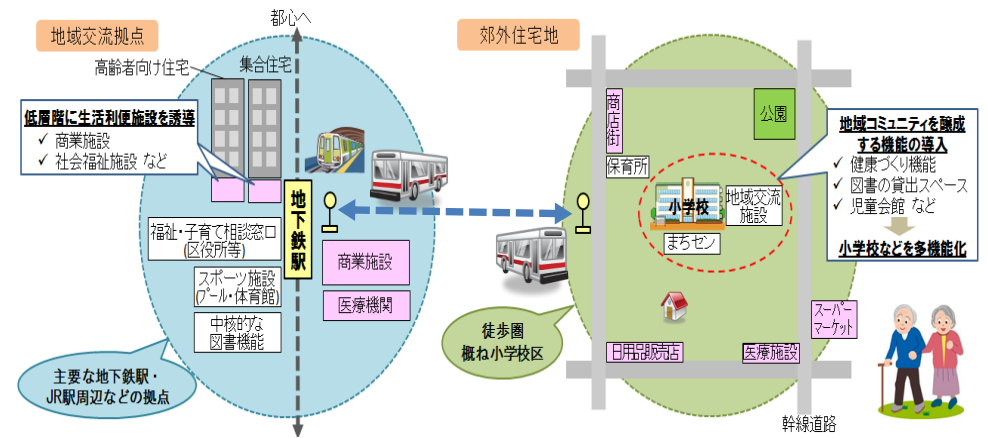 都心へ
地域交流拠点
高齢者向け住宅
集合住宅
低層階に生活利便施設を誘導
✓ 商業施設
✓ 社会福祉施設 など
地下鉄駅
福祉・子育て相談窓口
(区役所等)
スポーツ施設
(プール・体育館)
中核的な
図書機能
商業施設
医療機関
主要な地下鉄駅・
JR駅周辺などの拠点
郊外住宅地
商店街
公園
保育所
小学校
地域交流
施設
まちセン
地域コミュニティを醸成
する機能の導入
✓ 健康づくり機能
✓ 図書の貸出スペース
✓ 児童会館 など
小学校などを多機能化
徒歩圏
概ね小学校区
日用品販売店
医療施設
スーパー
マーケット
幹線道路